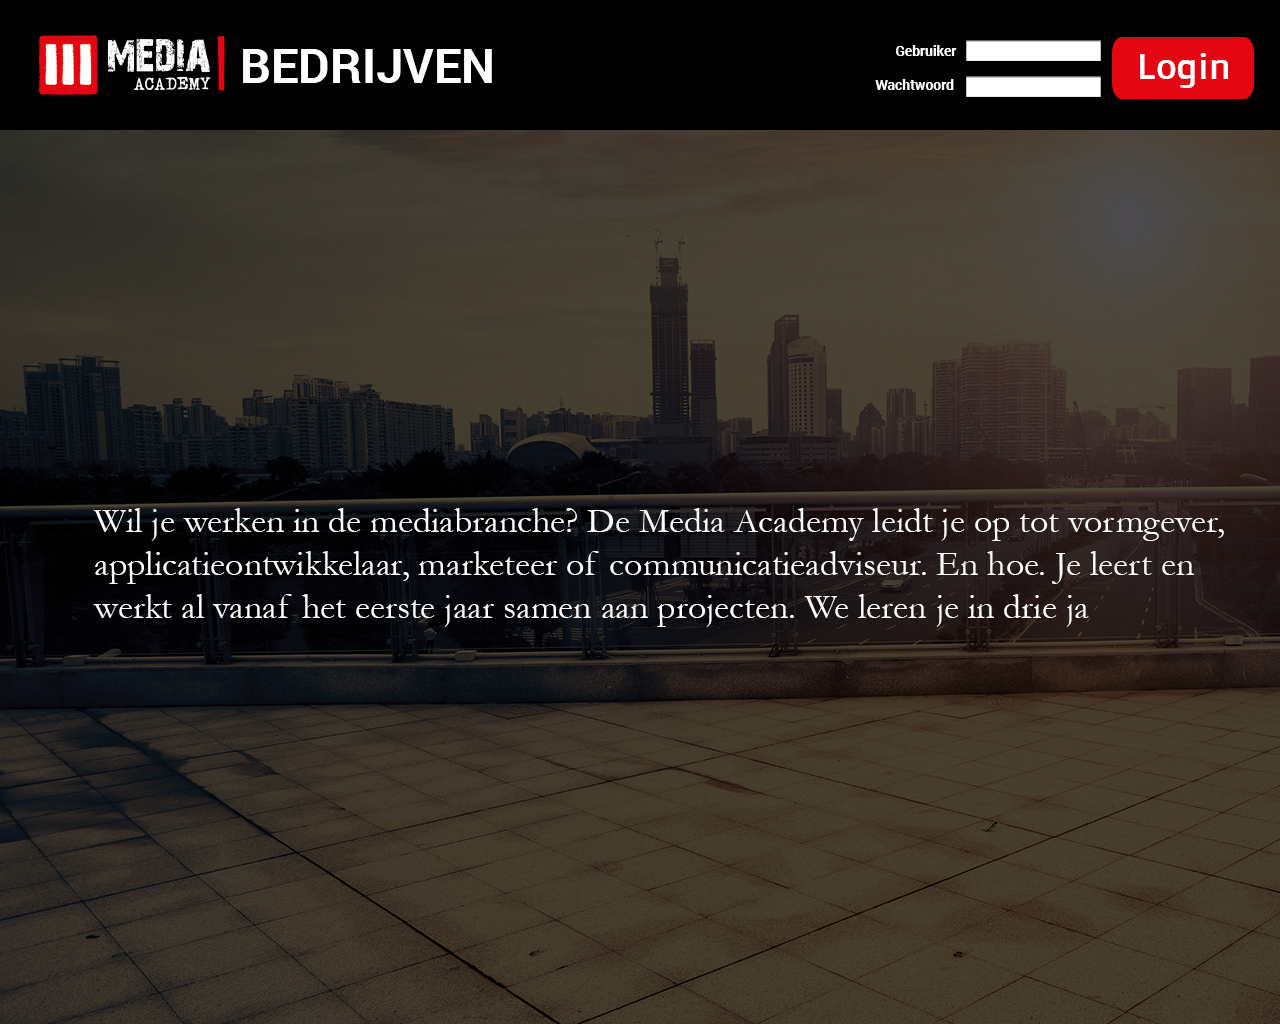 MEDIA
ACADEMY
BEDRIJVEN
Gebruiker
Wachtwoord
Login
Wil je werken in de mediabranche? De Media Academy leidt je op tot vormgever,
applicatieontwikkelaar, marketeer of communicatieadviseur. En hoe. Je leert en
werkt al vanaf het eerste jaar samen aan projecten. We leren je in drie ja